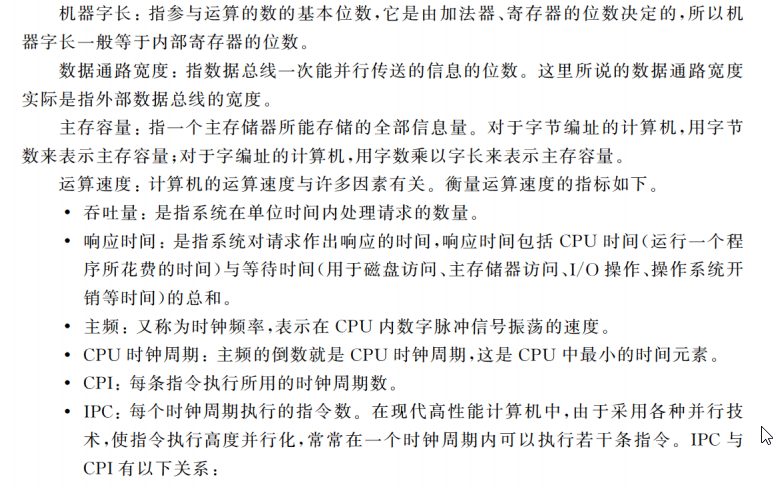 机器字长：指参与运算的数的基本位数，它是由加法器、寄存器的位数决定的，所以机
器字长一般等于内部寄存器的位数。
数据通路宽度：指数据总线一次能并行传送的信息的位数。这里所说的数据通路宽度
实际是指外部数据总线的宽度。
主存容量：指一个主存储器所能存储的全部信息量。对于字节编址的计算机，用字节
数来表示主存容量；对于字编址的计算机，用字数乘以字长来表示主存容量。
运算速度：计算机的运算速度与许多因素有关。衡量运算速度的指标如下。
• 吞吐量：是指系统在单位时间内处理请求的数量。
• 响应时间：是指系统对请求作出响应的时间，响应时间包括 CPU 时间（运行一个程
序所花费的时间）与等待时间（用于磁盘访问、主存储器访问、I/O 操作、操作系统开
销等时间）的总和。
• 主频：又称为时钟频率，表示在 CPU 内数字脉冲信号振荡的速度。
• CPU 时钟周期：主频的倒数就是 CPU 时钟周期，这是 CPU 中最小的时间元素。
• CPI：每条指令执行所用的时钟周期数。
• IPC：每个时钟周期执行的指令数。在现代高性能计算机中，由于采用各种并行技
术，使指令执行高度并行化，常常在一个时钟周期内可以执行若干条指令。IPC 与
CPI 有以下关系：